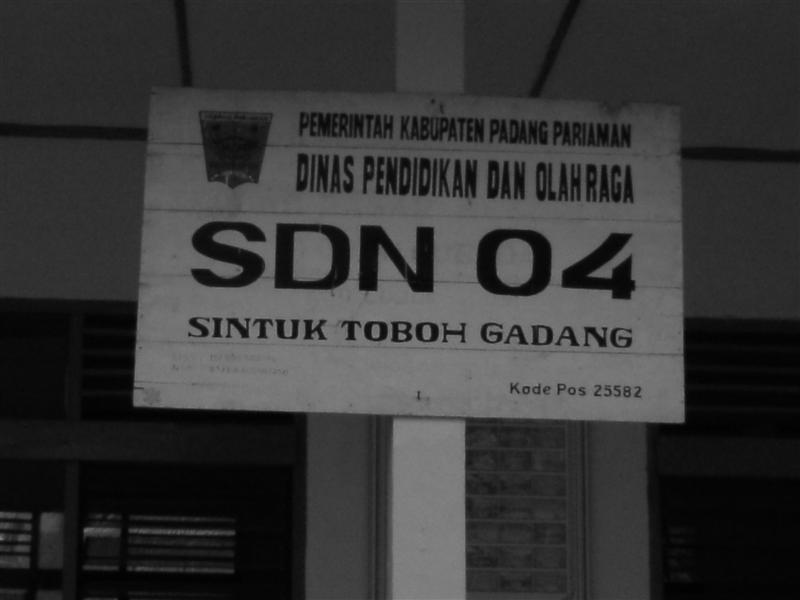 PEMERINTAH KABUPATEN PADANG PARIAMAN
DINAS PENDIDIKAN DAN OLAH RAGA
SDN 04
SINTUK TOBOH GADANG
Kode Pos 25582